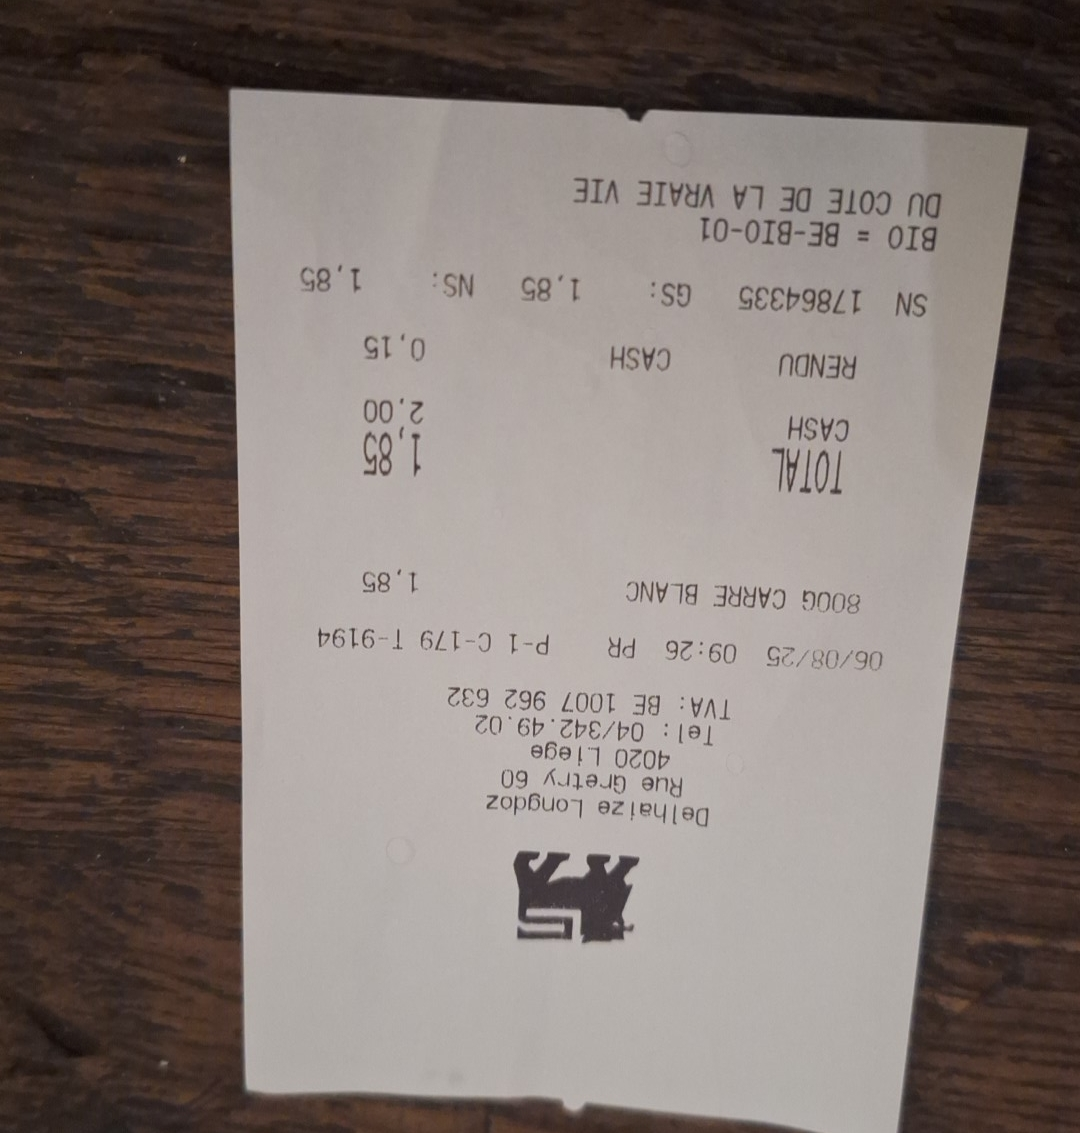 Delhaize Longdoz
Rue Gretry 60
4020 Liege
Tel: 04/342.49.02
TVA: BE 1007 962 632
06/08/25 09:26 PR P-1 C-179 T-9194
800G CARRE BLANC 1,85
TOTAL 1,85
CASH 2,00
RENDU CASH 0,15
SN 17864335 GS: 1,85 NS: 1,85
BIO = BE-BIO-01
DU COTE DE LA VRAIE VIE